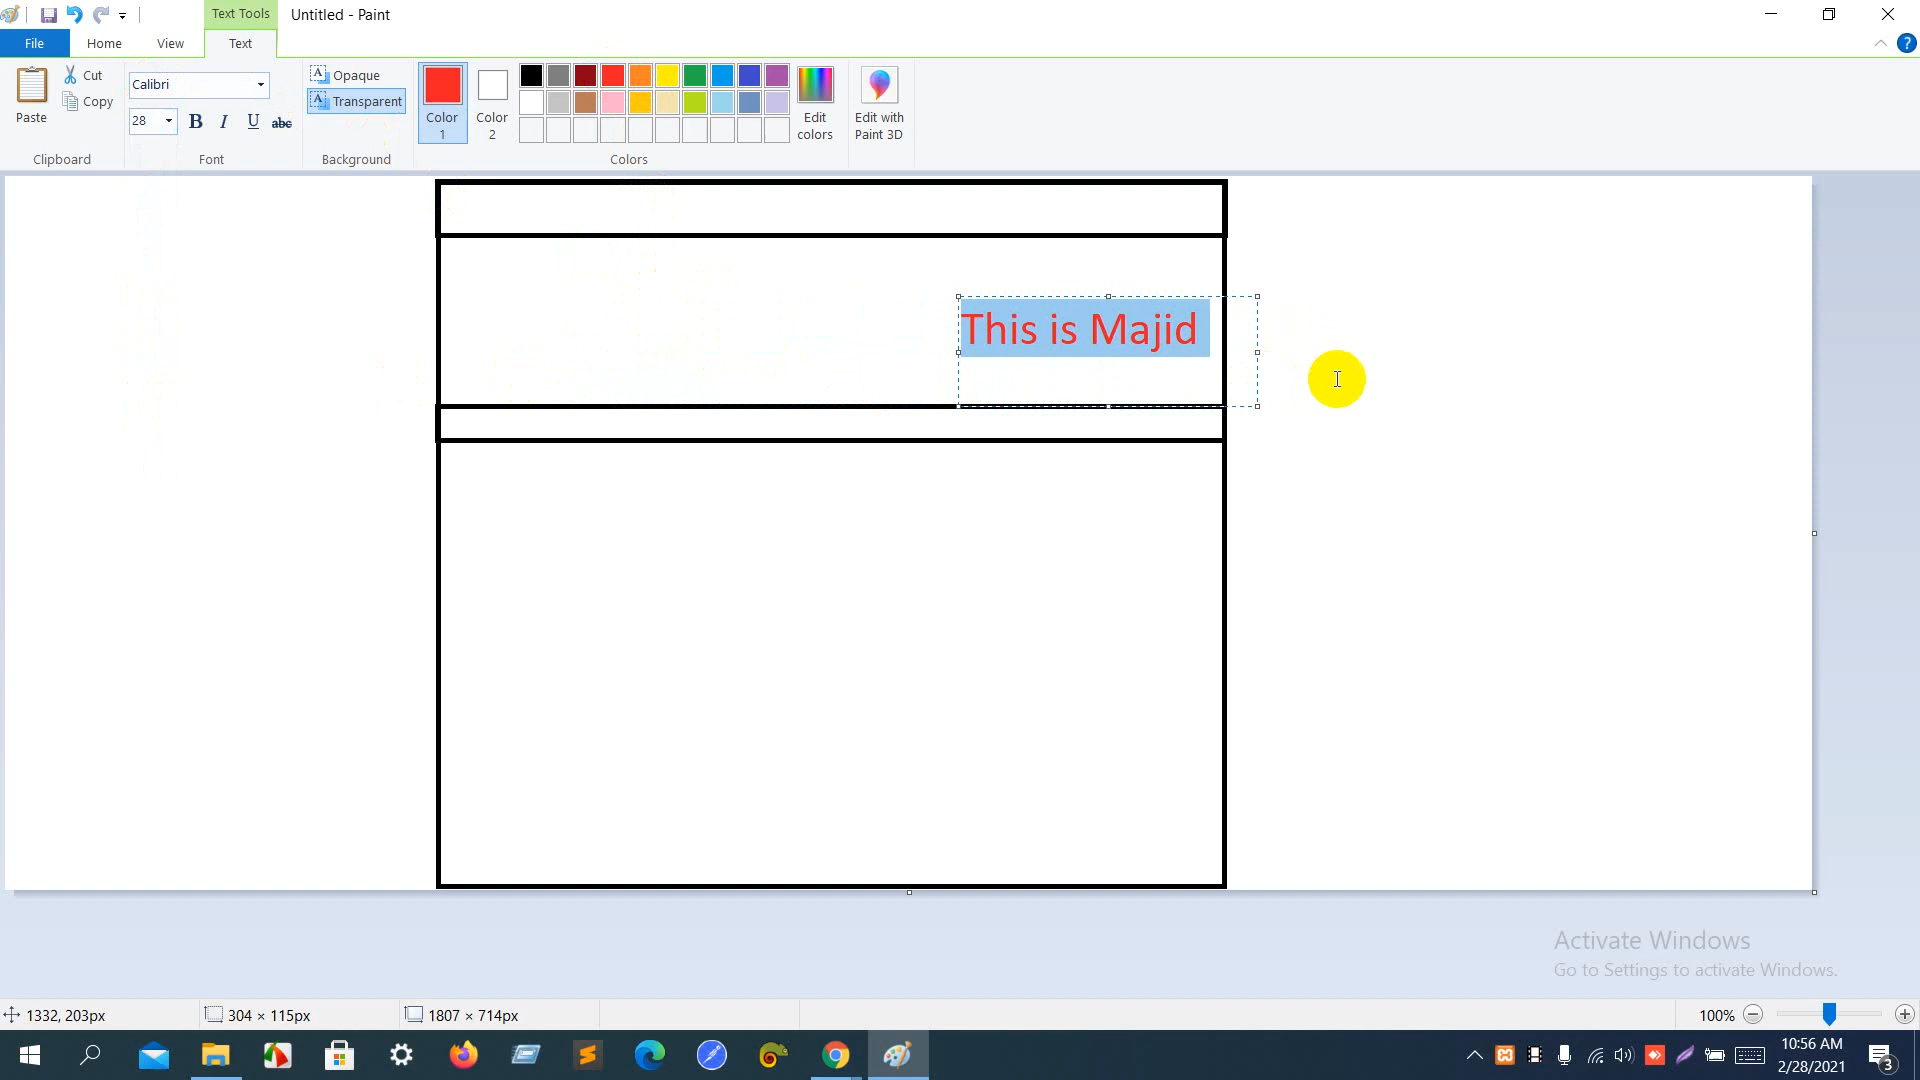 Text Tools
Untitled - Paint
File
Home
View
Text
Paste
Cut
Copy
Clipboard
Calibri
28
B
I
U
abc
Font
Opaque
Transparent
Background
Color
1
Color
2
Edit
colors
Colors
Edit with
Paint 3D
This is Majid
Activate Windows
Go to Settings to activate Windows.
1332, 203px
304 × 115px
1807 × 714px
100%
10:56 AM
2/28/2021
3